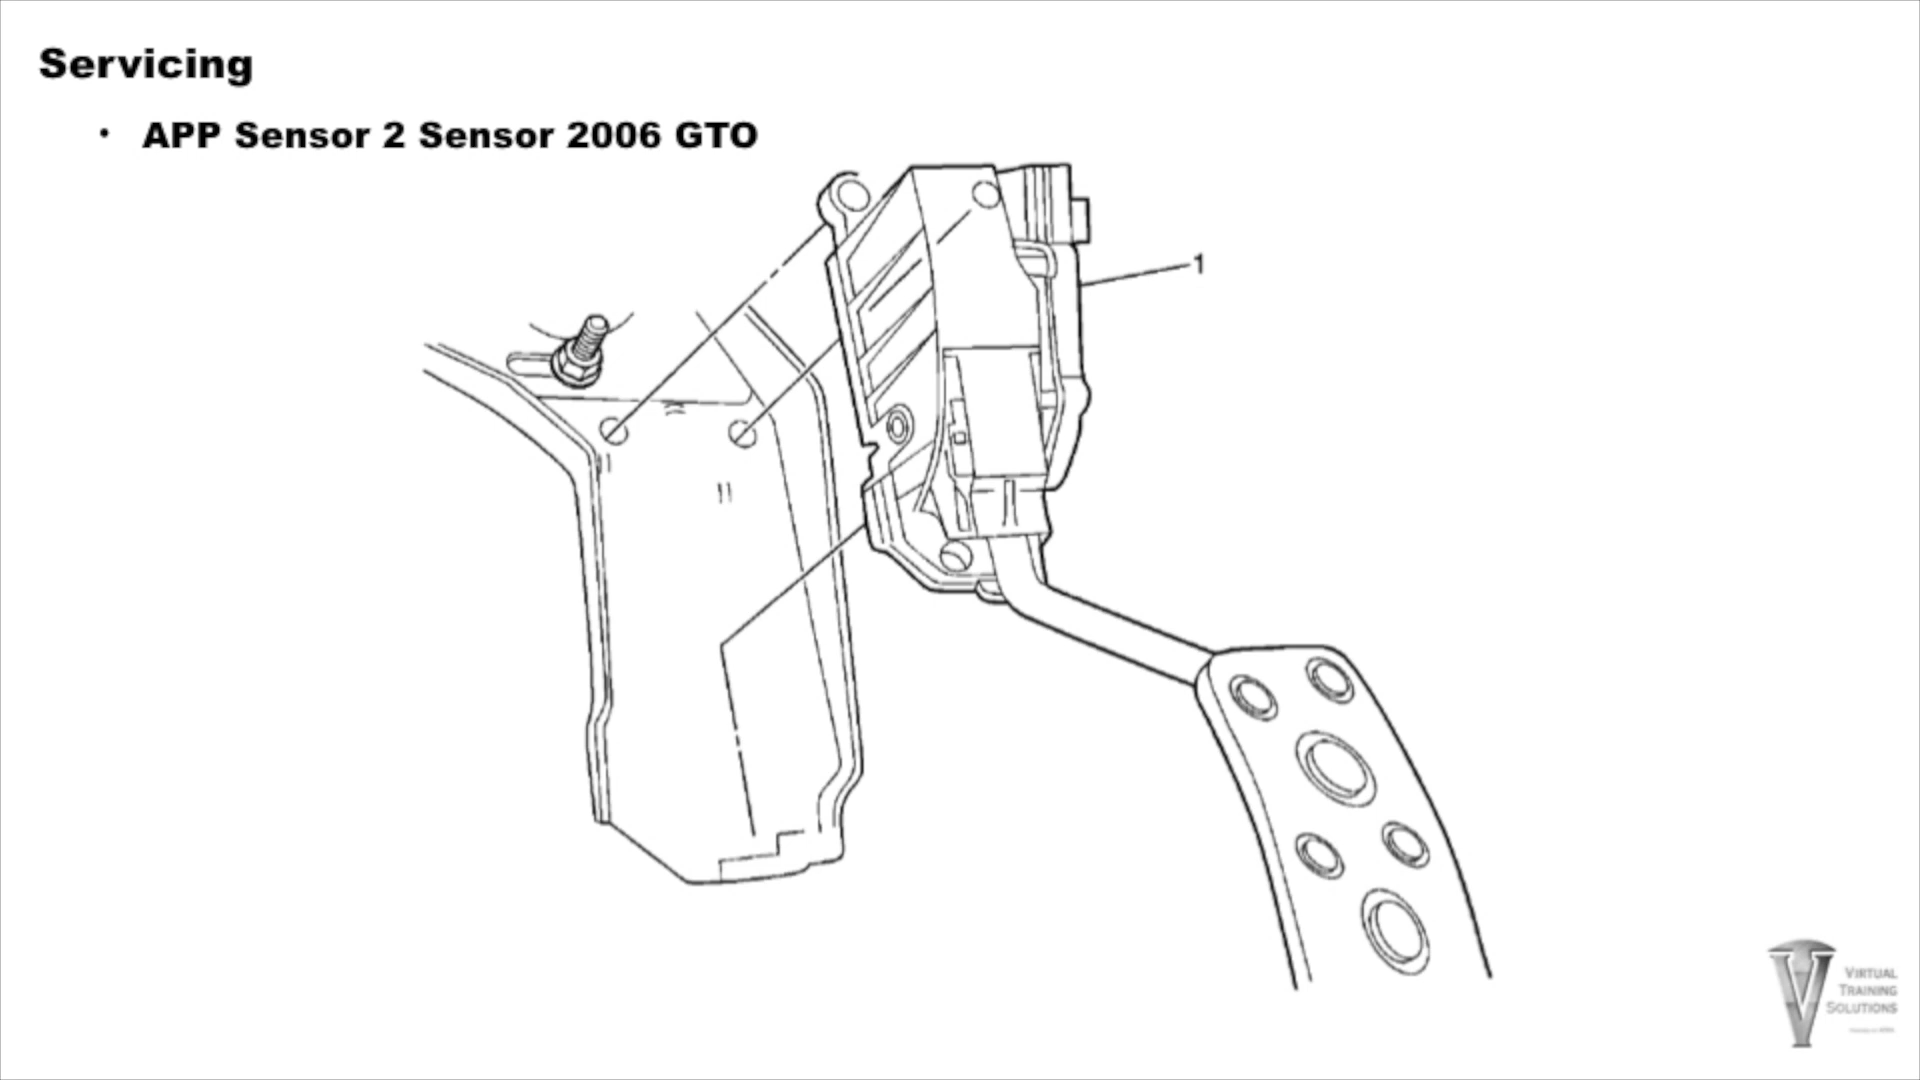 Servicing
• APP Sensor 2 Sensor 2006 GTO
1
VIRTUAL
TRAINING
SOLUTIONS